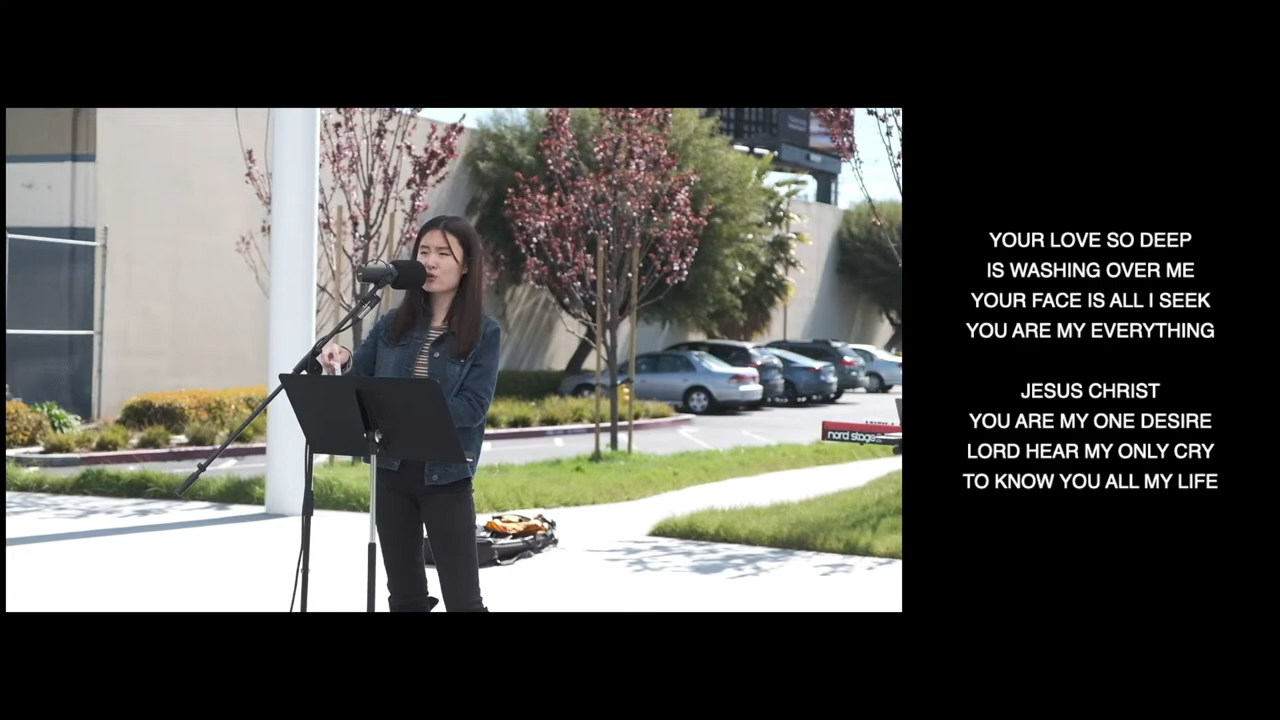 YOUR LOVE SO DEEP
IS WASHING OVER ME
YOUR FACE IS ALL I SEEK
YOU ARE MY EVERYTHING
JESUS CHRIST
YOU ARE MY ONE DESIRE
LORD HEAR MY ONLY CRY
TO KNOW YOU ALL MY LIFE
nord stage